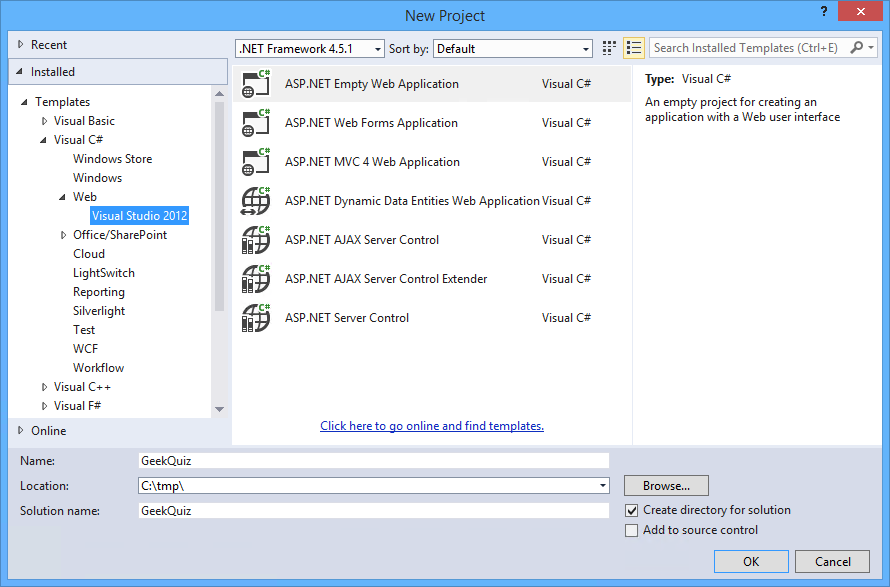 New Project
?
Recent
.NET Framework 4.5.1 Sort by: Default Search Installed Templates (Ctrl+E)
Installed
Templates
Visual Basic
Visual C#
Windows Store
Windows
Web
Visual Studio 2012
Office/SharePoint
Cloud
LightSwitch
Reporting
Silverlight
Test
WCF
Workflow
Visual C++
Visual F#
Online
C# ASP.NET Empty Web Application Visual C#
C# ASP.NET Web Forms Application Visual C#
C# ASP.NET MVC 4 Web Application Visual C#
C# ASP.NET Dynamic Data Entities Web Application Visual C#
C# ASP.NET AJAX Server Control Visual C#
C# ASP.NET AJAX Server Control Extender Visual C#
C# ASP.NET Server Control Visual C#
Click here to go online and find templates.
Type: Visual C#
An empty project for creating an
application with a Web user interface
Name: GeekQuiz
Location: C:\tmp\ Browse...
Solution name: GeekQuiz Create directory for solution
Add to source control
OK Cancel